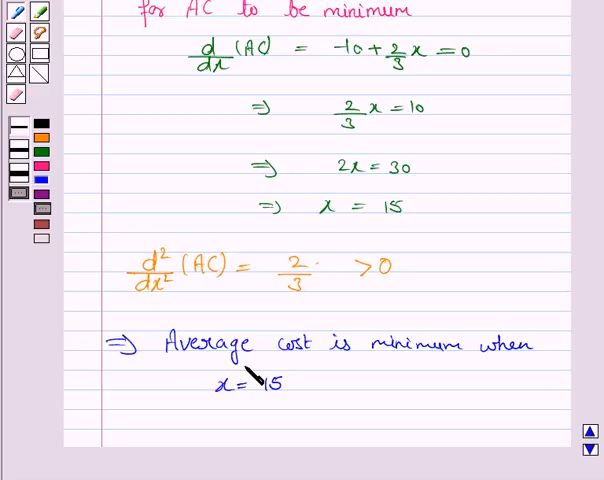 for AC to be minimum
d/dx (AC) = -10 + 2/3 x = 0
⇒ 2/3 x = 10
⇒ 2x = 30
⇒ x = 15
d²/dx² (AC) = 2/3 > 0
⇒ Average cost is minimum when
x = 15